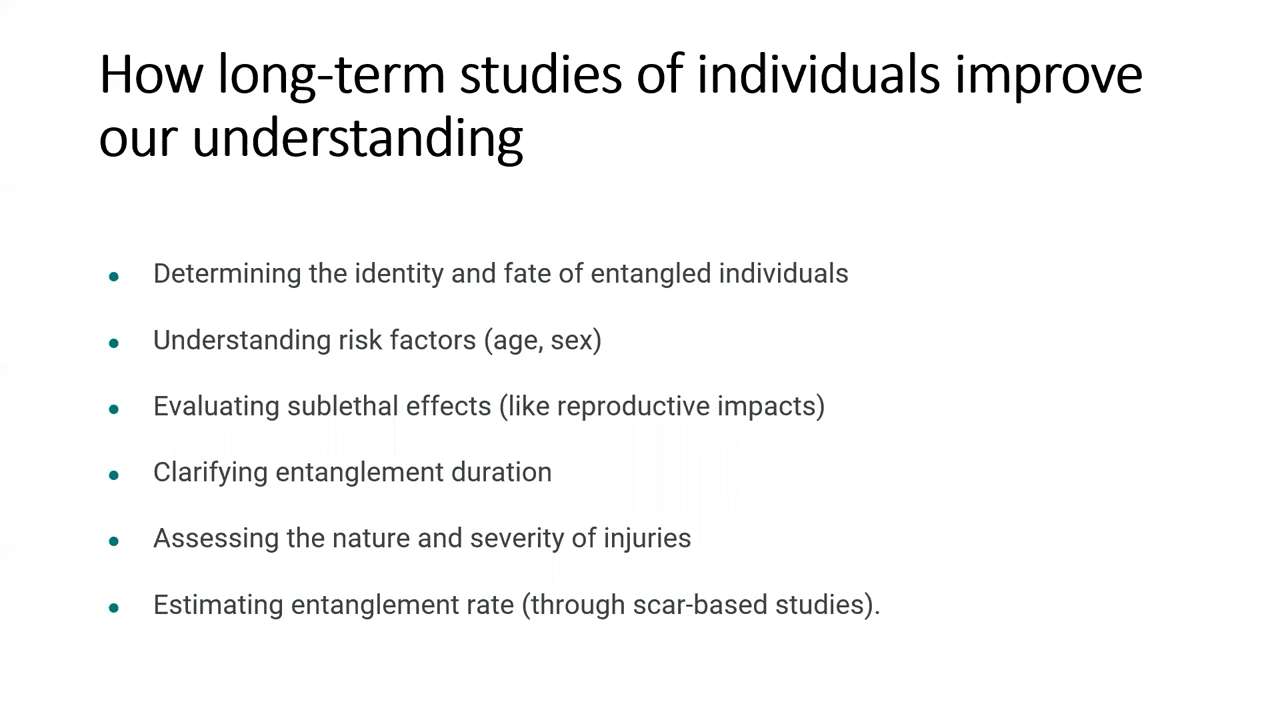 How long-term studies of individuals improve
our understanding
• Determining the identity and fate of entangled individuals
• Understanding risk factors (age, sex)
• Evaluating sublethal effects (like reproductive impacts)
• Clarifying entanglement duration
• Assessing the nature and severity of injuries
• Estimating entanglement rate (through scar-based studies).